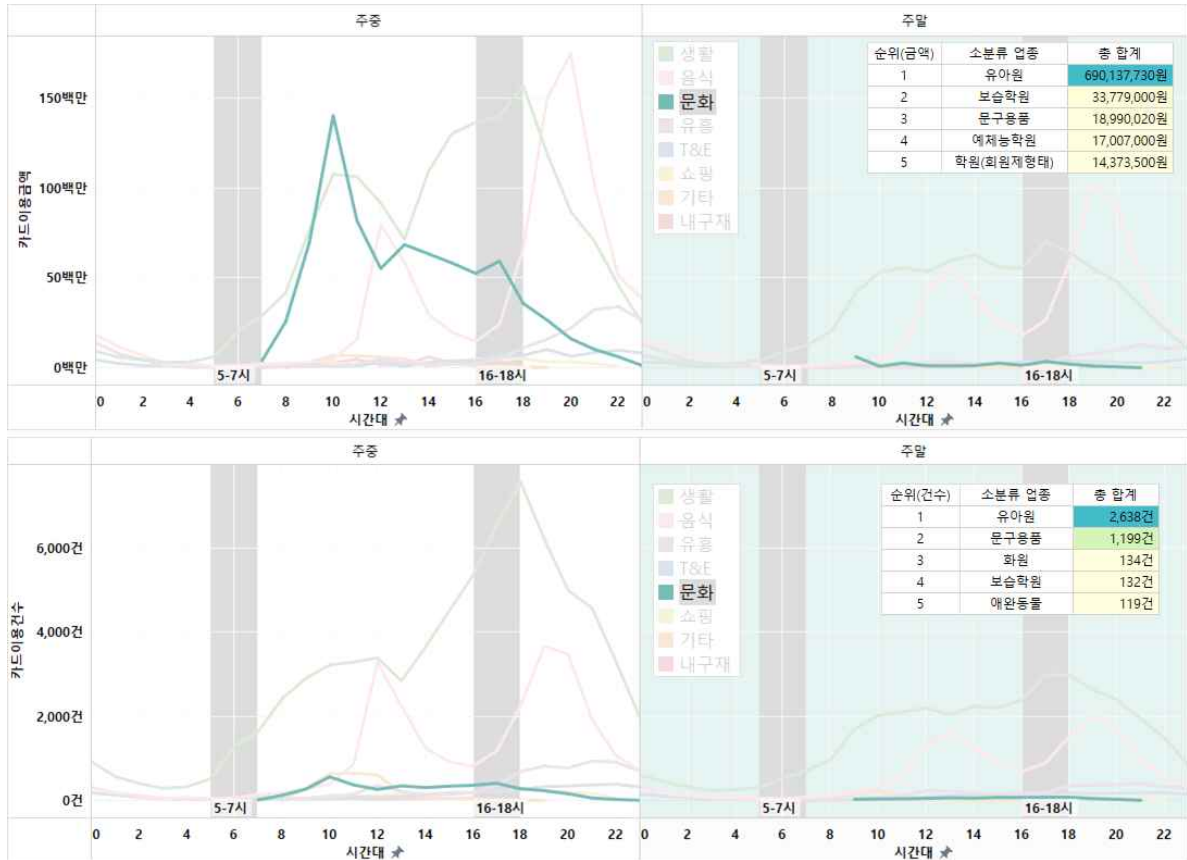 주중
주말
카드이용금액
150백만
100백만
50백만
0백만
생활
음식
문화
유흥
T&E
쇼핑
기타
내구재
순위(금액) 소분류 업종 총 합계
1 유아원 690,137,730원
2 보습학원 33,779,000원
3 문구용품 18,990,020원
4 예체능학원 17,007,000원
5 학원(회원제형태) 14,373,500원
5-7시
16-18시
5-7시
16-18시
0 2 4 6 8 10 12 14 16 18 20 22
시간대
0 2 4 6 8 10 12 14 16 18 20 22
시간대
주중
주말
카드이용건수
6,000건
4,000건
2,000건
0건
생활
음식
유흥
T&E
문화
쇼핑
기타
내구재
순위(건수) 소분류 업종 총 합계
1 유아원 2,638건
2 문구용품 1,199건
3 화원 134건
4 보습학원 132건
5 애완동물 119건
5-7시
16-18시
5-7시
16-18시
0 2 4 6 8 10 12 14 16 18 20 22
시간대
0 2 4 6 8 10 12 14 16 18 20 22
시간대